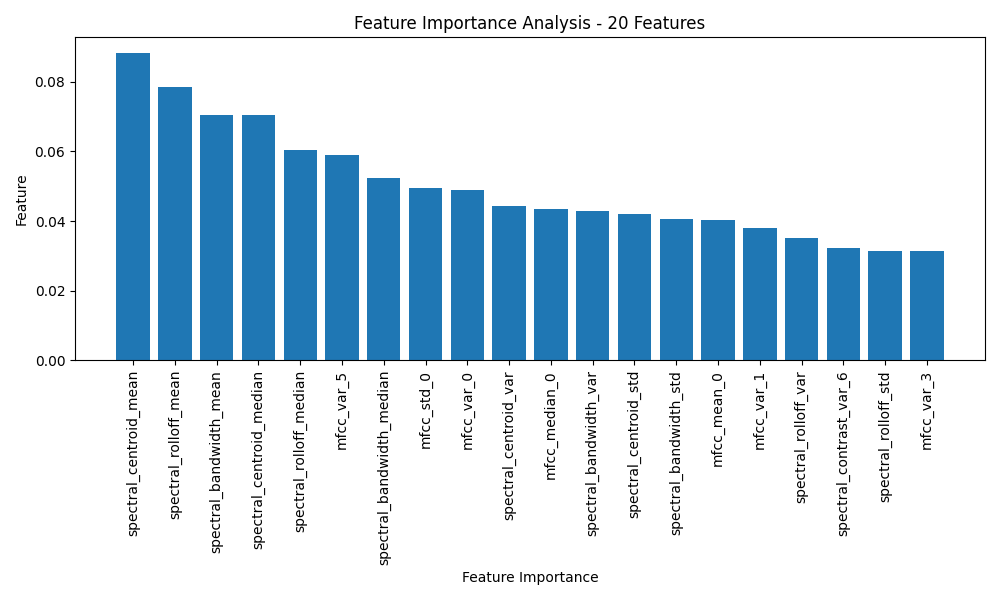 Feature Importance Analysis - 20 Features
Feature
0.08
0.06
0.04
0.02
0.00
spectral_centroid_mean
spectral_rolloff_mean
spectral_bandwidth_mean
spectral_centroid_median
spectral_rolloff_median
mfcc_var_5
spectral_bandwidth_median
mfcc_std_0
mfcc_var_0
spectral_centroid_var
mfcc_median_0
spectral_bandwidth_var
spectral_centroid_std
spectral_bandwidth_std
mfcc_mean_0
mfcc_var_1
spectral_rolloff_var
spectral_contrast_var_6
spectral_rolloff_std
mfcc_var_3
Feature Importance